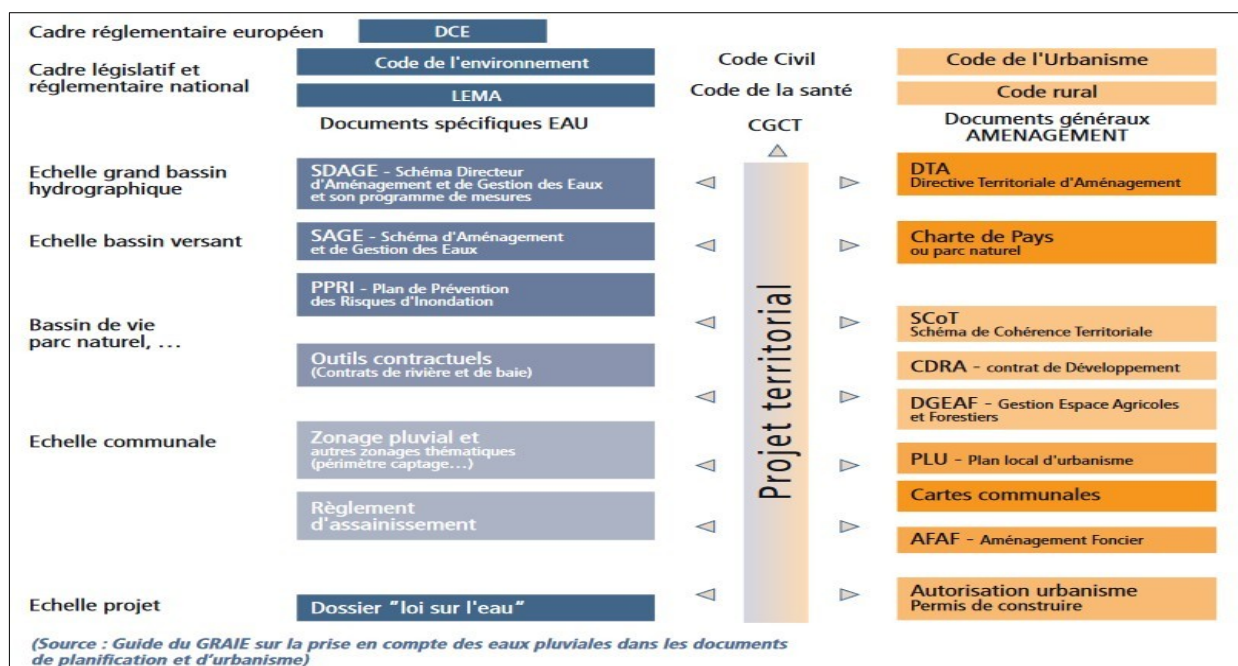 Cadre réglementaire européen
DCE
Cadre législatif et
réglementaire national
Code de l'environnement
Code Civil
Code de l'Urbanisme
LEMA
Code de la santé
Code rural
Documents spécifiques EAU
CGCT
Documents généraux
AMENAGEMENT
Echelle grand bassin
hydrographique
SDAGE - Schéma Directeur
d'Aménagement et de Gestion des Eaux
et son programme de mesures
DTA
Directive Territoriale d'Aménagement
Echelle bassin versant
SAGE - Schéma d'Aménagement
et de Gestion des Eaux
Charte de Pays
ou parc naturel
PPRI - Plan de Prévention
des Risques d'Inondation
Projet territorial
Bassin de vie
parc naturel, ...
SCoT
Schéma de Cohérence Territoriale
Outils contractuels
(Contrats de rivière et de baie)
CDRA - contrat de Développement
DGEAF - Gestion Espace Agricoles
et Forestiers
Echelle communale
Zonage pluvial et
autres zonages thématiques
(périmètre captage...)
PLU - Plan local d'urbanisme
Cartes communales
Règlement
d'assainissement
AFAF - Aménagement Foncier
Echelle projet
Dossier "loi sur l'eau"
Autorisation urbanisme
Permis de construire
(Source : Guide du GRAIE sur la prise en compte des eaux pluviales dans les documents
de planification et d'urbanisme)